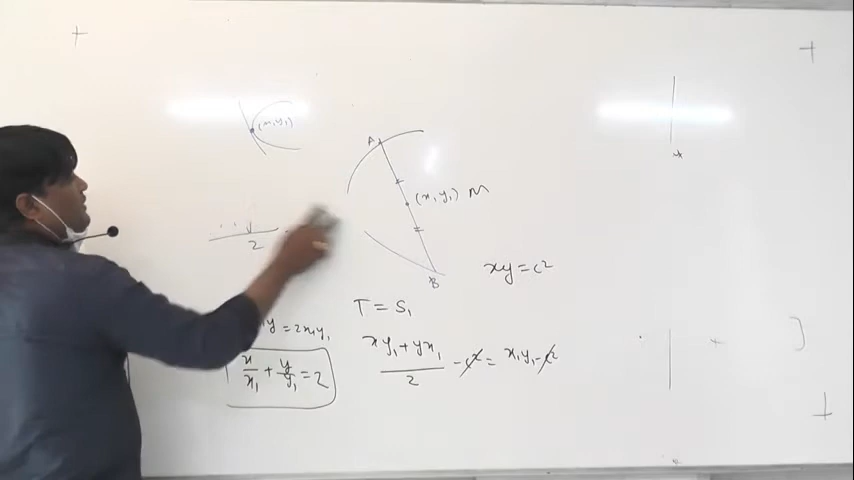 (x₁,y₁)
A
(x₁,y₁) M
2
B
xy = c²
T = S₁
y = 2x₁y₁
xy₁ + yx₁ / 2 - c² = x₁y₁ - c²
x/x₁ + y/y₁ = 2